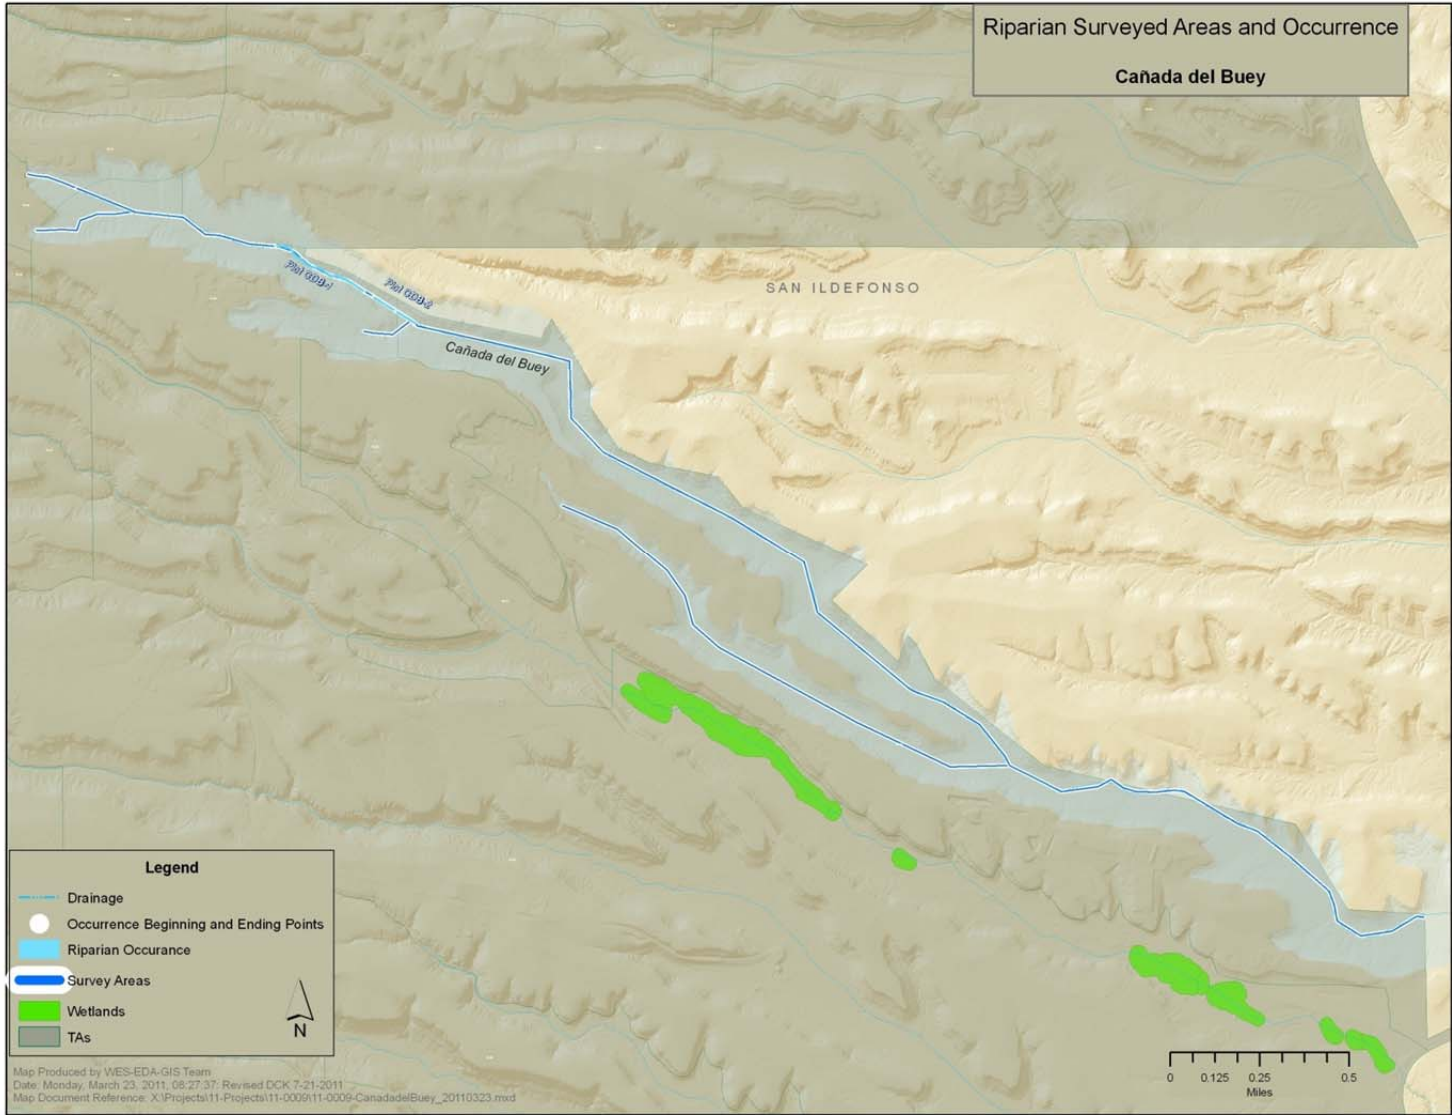 Riparian Surveyed Areas and Occurrence
Cañada del Buey
SAN ILDEFONSO
Cañada del Buey
Legend
Drainage
Occurrence Beginning and Ending Points
Riparian Occurance
Survey Areas
Wetlands
TAs
N
0 0.125 0.25 0.5
Miles
Map Produced by WES-EDA-GIS Team
Date: Monday, March 23, 2011, 08:27:37: Revised DCK 7-21-2011
Map Document Reference: X:\Projects\11-Projects\11-0009\11-0009-CanadadelBuey_20110323.mxd